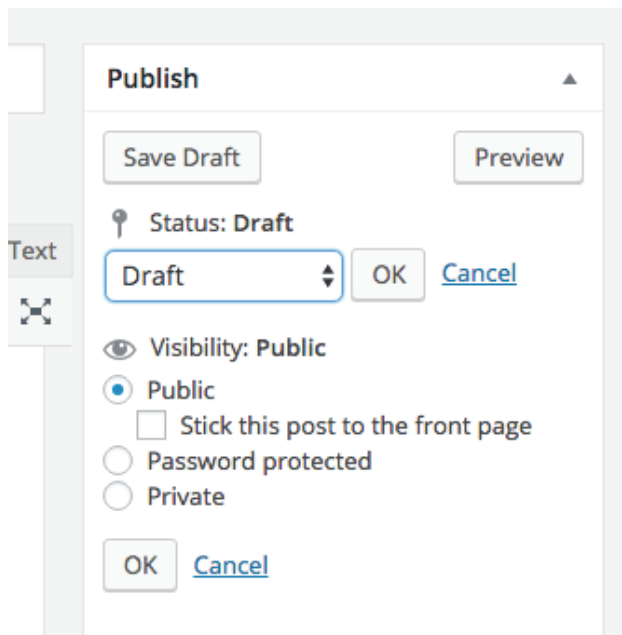 Publish
Save Draft Preview
Status: Draft
Text
Draft OK Cancel
Visibility: Public
Public
Stick this post to the front page
Password protected
Private
OK Cancel